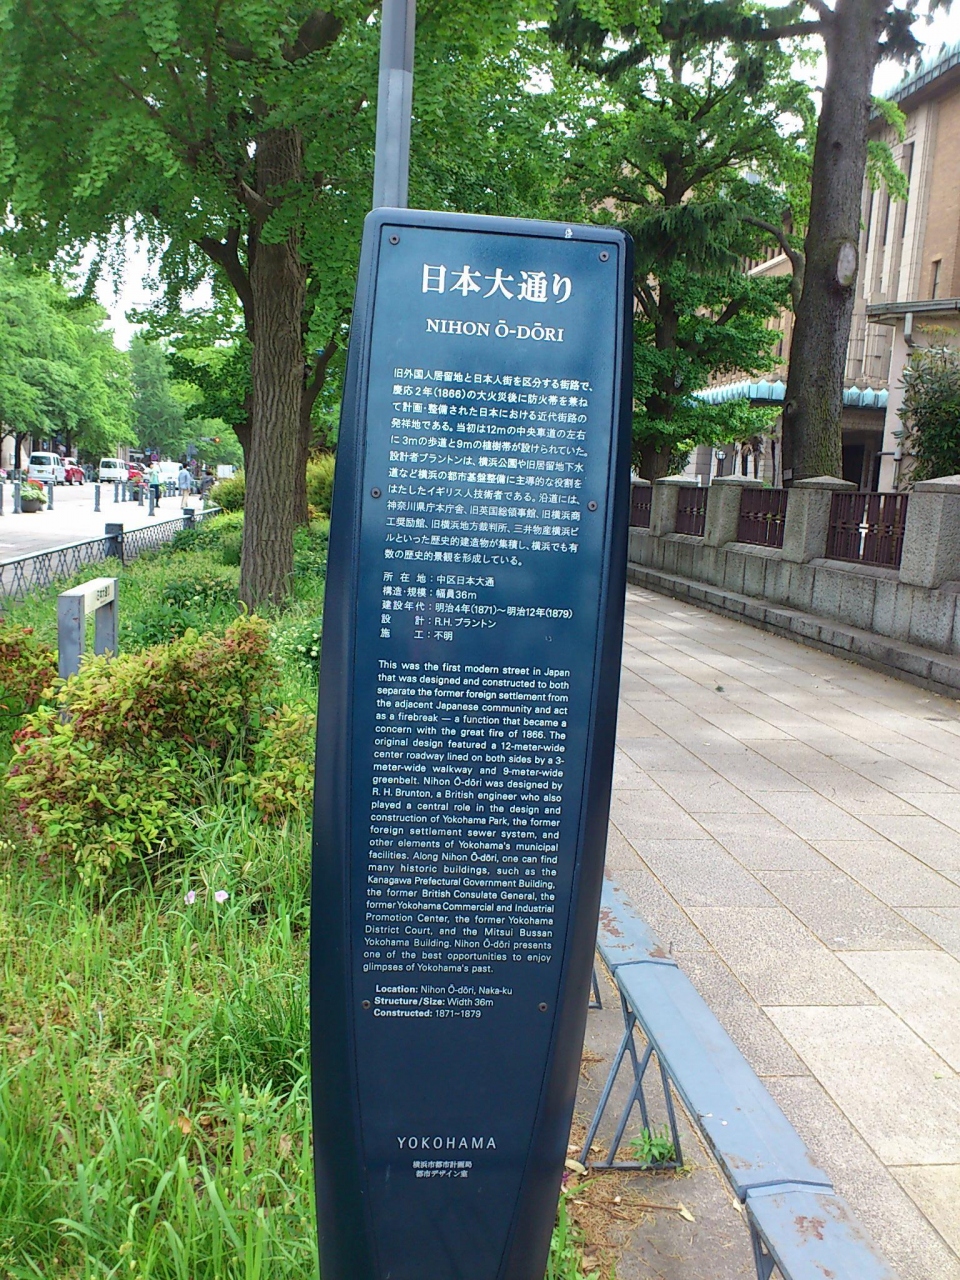 日本大通り
NIHON Ō-DŌRI
旧外国人居留地と日本人街を区分する街路で、
慶応2年(1866)の大火災後に防火帯を兼ね
て計画・整備された日本における近代街路の
発祥地である。当初は12mの中央車道の左右
に3mの歩道と9mの植樹帯が設けられていた。
設計者ブラントンは、横浜公園や旧居留地下水
道など横浜の都市基盤整備に主導的な役割を
はたしたイギリス人技術者である。沿道には、
神奈川県庁本庁舎、旧英国総領事館、旧横浜商
工奨励館、旧横浜地方裁判所、三井物産横浜ビ
ルといった歴史的建造物が集積し、横浜でも有
数の歴史的景観を形成している。
所在地：中区日本大通
構造・規模：幅員36m
建設年代：明治4年(1871)～明治12年(1879)
設計：R.H.ブラントン
施工：不明
This was the first modern street in Japan
that was designed and constructed to both
separate the former foreign settlement from
the adjacent Japanese community and act
as a firebreak — a function that became a
concern with the great fire of 1866. The
original design featured a 12-meter-wide
center roadway lined on both sides by a 3-
meter-wide walkway and 9-meter-wide
greenbelt. Nihon Ō-dōri was designed by
R. H. Brunton, a British engineer who also
played a central role in the design and
construction of Yokohama Park, the former
foreign settlement sewer system, and
other elements of Yokohama's municipal
facilities. Along Nihon Ō-dōri, one can find
many historic buildings, such as the
Kanagawa Prefectural Government Building,
the former British Consulate General, the
former Yokohama Commercial and Industrial
Promotion Center, the former Yokohama
District Court, and the Mitsui Bussan
Yokohama Building. Nihon Ō-dōri presents
one of the best opportunities to enjoy
glimpses of Yokohama's past.
Location: Nihon Ō-dōri, Naka-ku
Structure/Size: Width 36m
Constructed: 1871~1879
YOKOHAMA
横浜市都市計画局
都市デザイン室